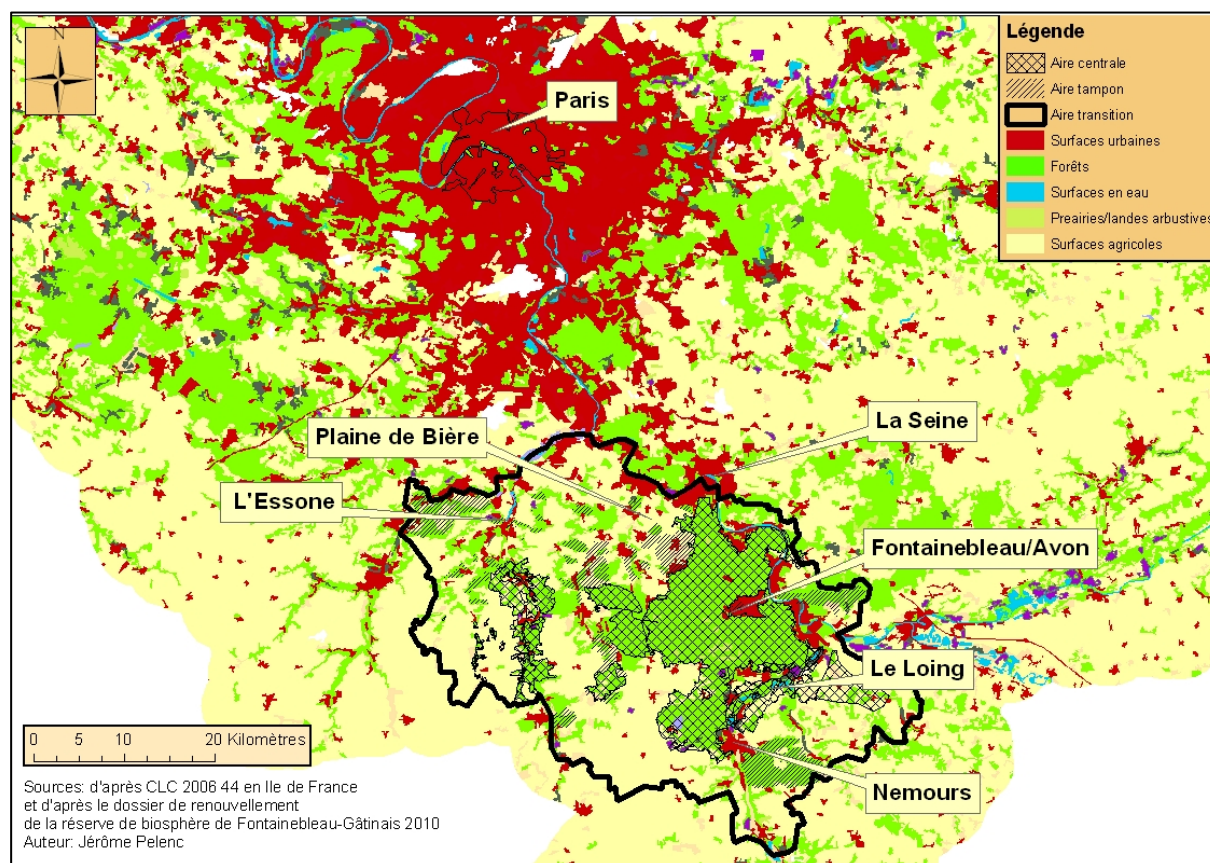 N
Légende
Aire centrale
Aire tampon
Aire transition
Surfaces urbaines
Forêts
Surfaces en eau
Preairies/landes arbustives
Surfaces agricoles
Paris
Plaine de Bière
La Seine
L'Essone
Fontainebleau/Avon
Le Loing
Nemours
0 5 10 20 Kilomètres
Sources: d'après CLC 2006 44 en Ile de France
et d'après le dossier de renouvellement
de la réserve de biosphère de Fontainebleau-Gâtinais 2010
Auteur: Jérôme Pelenc